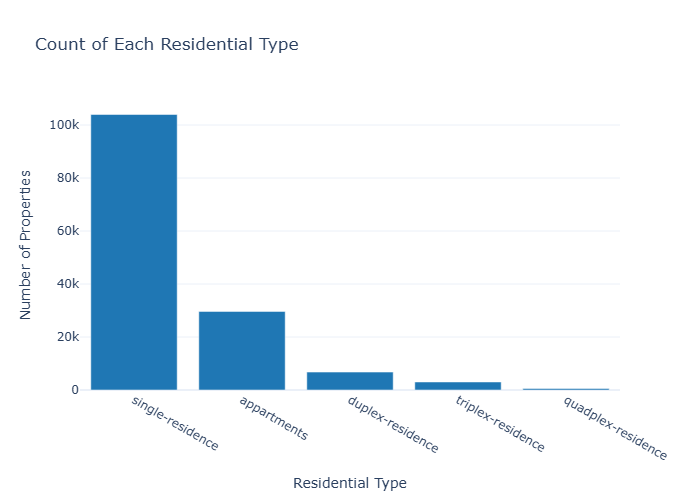 Count of Each Residential Type
Number of Properties
100k
80k
60k
40k
20k
0
single-residence
appartments
duplex-residence
triplex-residence
quadplex-residence
Residential Type